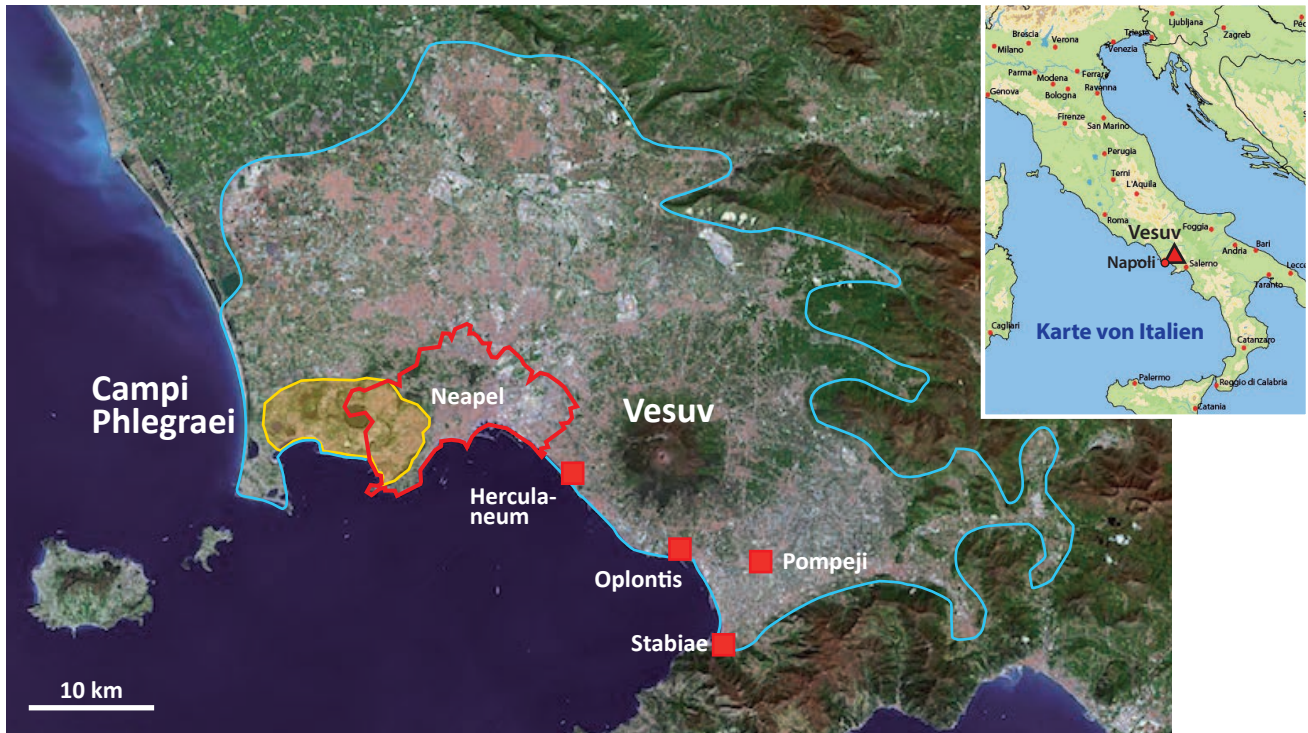 Campi
Phlegraei
Neapel
Vesuv
Hercula-
neum
Oplontis
Pompeji
Stabiae
10 km
Ljubljana
Zagreb
Trieste
Brescia
Milano
Verona
Venezia
Parma
Modena
Ferrara
Bologna
Ravenna
Genova
Firenze
San Marino
Perugia
Terni
L'Aquila
Roma
Foggia
Vesuv
Bari
Andria
Napoli
Salerno
Lecce
Taranto
Cagliari
Karte von Italien
Catanzaro
Palermo
Reggio di Calabria
Catania